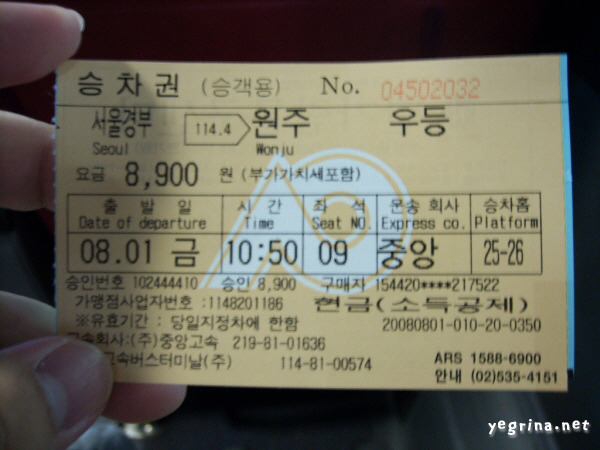 승차권 (승객용) No. 04502032
서울경부 114.4 원주 우등
Seoul Wonju
요금 8,900 원 (부가가치세포함)
출발일 시간 좌석 운송회사 승차홈
Date of departure Time Seat NO. Express co. Platform
08.01 금 10:50 09 중앙 25-26
승인번호 102444410 승인 8,900 구매자 154420****217522
가맹점사업자번호 :1148201186 현금(소득공제)
※유효기간 : 당일지정차에 한함 20080801-010-20-0350
고속회사:(주)중앙고속 219-81-01636
고속버스터미날(주) 114-81-00574
ARS 1588-6900
안내 (02)535-4151
yegrina.net